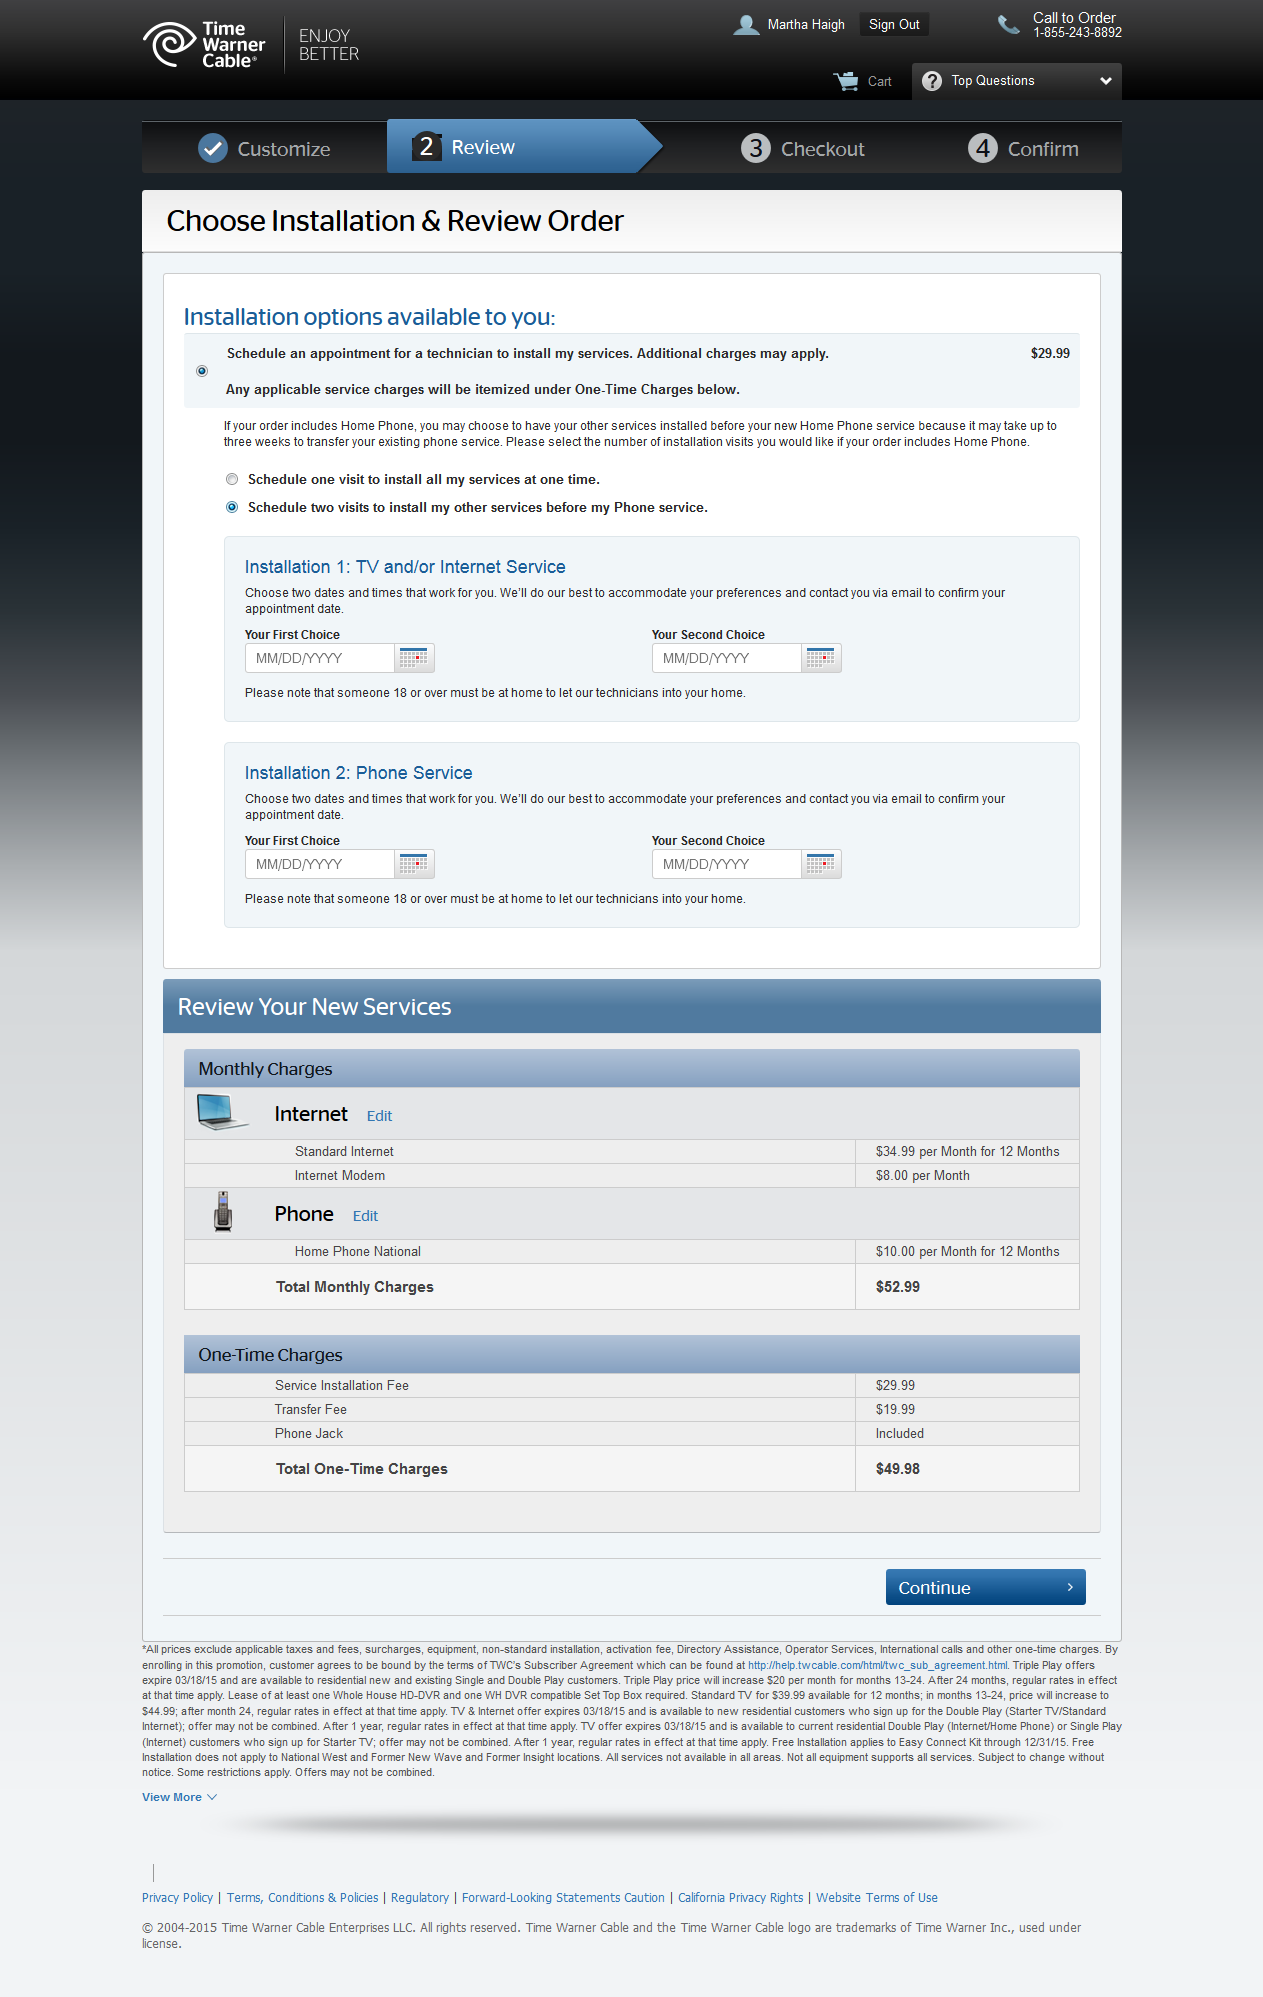 Time
Warner
Cable®
ENJOY
BETTER
Martha Haigh
Sign Out
Call to Order
1-855-243-8892
Cart
? Top Questions
Customize
2 Review
3 Checkout
4 Confirm
Choose Installation & Review Order
Installation options available to you:
Schedule an appointment for a technician to install my services. Additional charges may apply. $29.99
Any applicable service charges will be itemized under One-Time Charges below.
If your order includes Home Phone, you may choose to have your other services installed before your new Home Phone service because it may take up to
three weeks to transfer your existing phone service. Please select the number of installation visits you would like if your order includes Home Phone.
Schedule one visit to install all my services at one time.
Schedule two visits to install my other services before my Phone service.
Installation 1: TV and/or Internet Service
Choose two dates and times that work for you. We'll do our best to accommodate your preferences and contact you via email to confirm your
appointment date.
Your First Choice Your Second Choice
MM/DD/YYYY MM/DD/YYYY
Please note that someone 18 or over must be at home to let our technicians into your home.
Installation 2: Phone Service
Choose two dates and times that work for you. We'll do our best to accommodate your preferences and contact you via email to confirm your
appointment date.
Your First Choice Your Second Choice
MM/DD/YYYY MM/DD/YYYY
Please note that someone 18 or over must be at home to let our technicians into your home.
Review Your New Services
Monthly Charges
Internet Edit
Standard Internet $34.99 per Month for 12 Months
Internet Modem $8.00 per Month
Phone Edit
Home Phone National $10.00 per Month for 12 Months
Total Monthly Charges $52.99
One-Time Charges
Service Installation Fee $29.99
Transfer Fee $19.99
Phone Jack Included
Total One-Time Charges $49.98
Continue
*All prices exclude applicable taxes and fees, surcharges, equipment, non-standard installation, activation fee, Directory Assistance, Operator Services, International calls and other one-time charges. By
enrolling in this promotion, customer agrees to be bound by the terms of TWC's Subscriber Agreement which can be found at http://help.twcable.com/html/twc_sub_agreement.html. Triple Play offers
expire 03/18/15 and are available to residential new and existing Single and Double Play customers. Triple Play price will increase $20 per month for months 13-24. After 24 months, regular rates in effect
at that time apply. Lease of at least one Whole House HD-DVR and one WH DVR compatible Set Top Box required. Standard TV for $39.99 available for 12 months; in months 13-24, price will increase to
$44.99; after month 24, regular rates in effect at that time apply. TV & Internet offer expires 03/18/15 and is available to new residential customers who sign up for the Double Play (Starter TV/Standard
Internet); offer may not be combined. After 1 year, regular rates in effect at that time apply. TV offer expires 03/18/15 and is available to current residential Double Play (Internet/Home Phone) or Single Play
(Internet) customers who sign up for Starter TV; offer may not be combined. After 1 year, regular rates in effect at that time apply. Free Installation applies to Easy Connect Kit through 12/31/15. Free
Installation does not apply to National West and Former New Wave and Former Insight locations. All services not available in all areas. Not all equipment supports all services. Subject to change without
notice. Some restrictions apply. Offers may not be combined.
View More
Privacy Policy | Terms, Conditions & Policies | Regulatory | Forward-Looking Statements Caution | California Privacy Rights | Website Terms of Use
© 2004-2015 Time Warner Cable Enterprises LLC. All rights reserved. Time Warner Cable and the Time Warner Cable logo are trademarks of Time Warner Inc., used under
license.